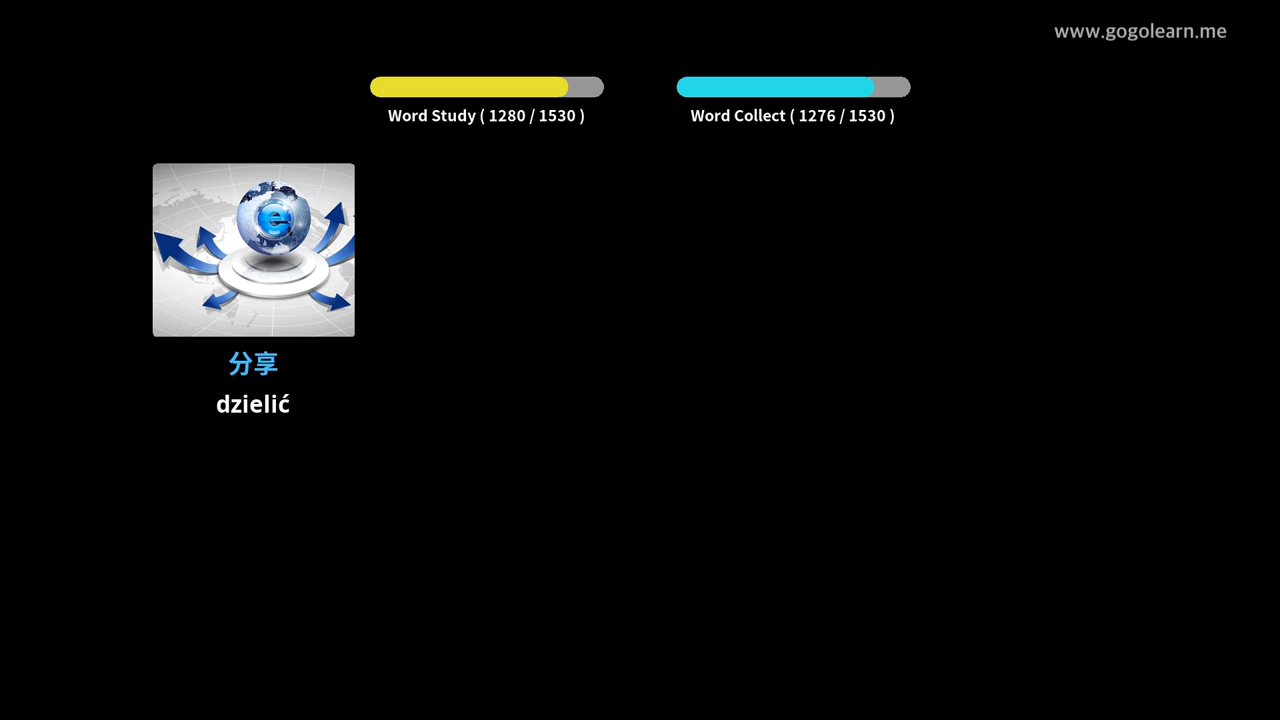 www.gogolearn.me
Word Study ( 1280 / 1530 )
Word Collect ( 1276 / 1530 )
e
分享
dzielić